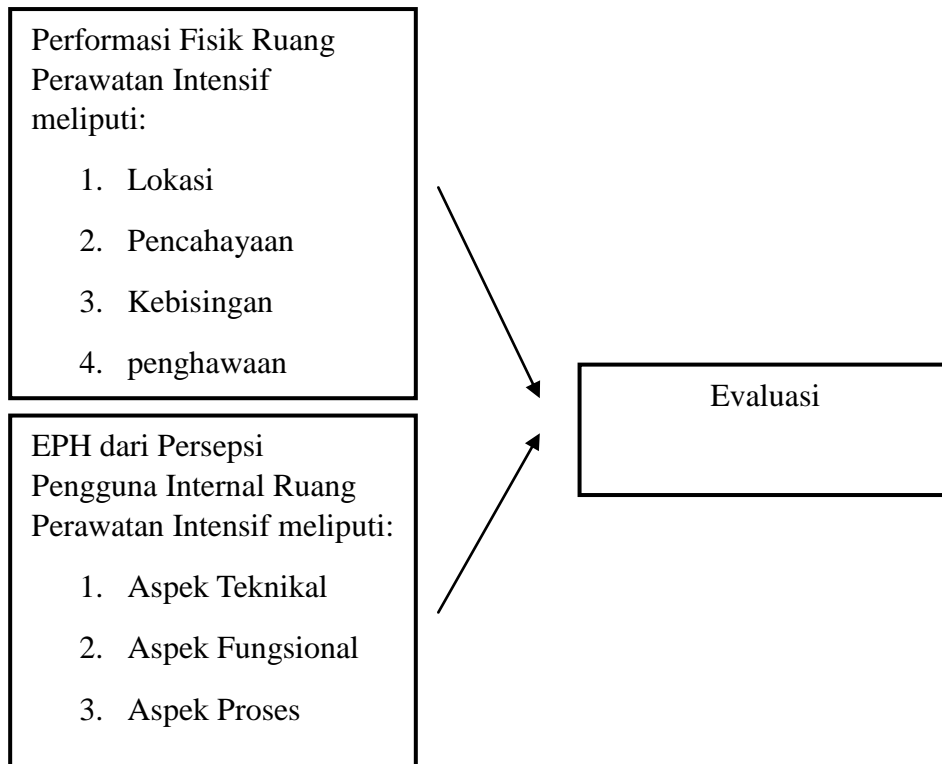 Performasi Fisik Ruang
Perawatan Intensif
meliputi:
1. Lokasi
2. Pencahayaan
3. Kebisingan
4. penghawaan
EPH dari Persepsi
Pengguna Internal Ruang
Perawatan Intensif meliputi:
1. Aspek Teknikal
2. Aspek Fungsional
3. Aspek Proses
Evaluasi